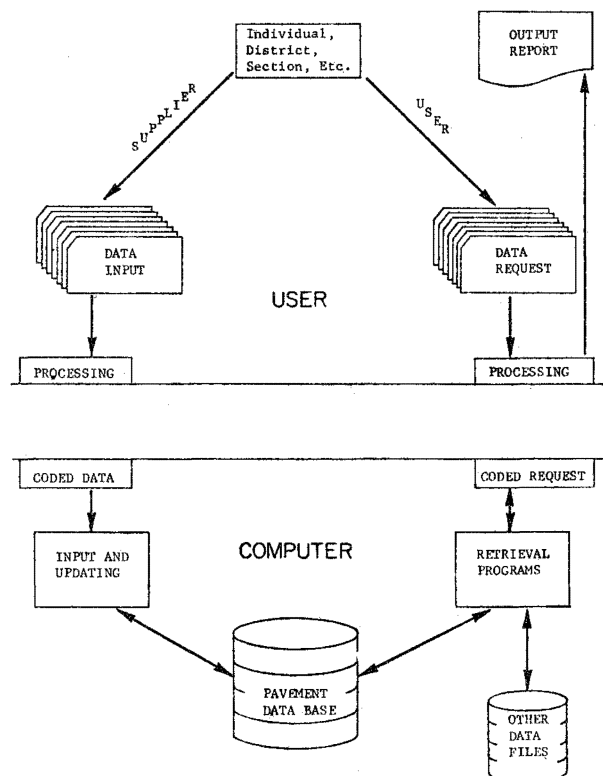 Individual,
District,
Section, Etc.
OUTPUT
REPORT
SUPPLIER
USER
DATA
INPUT
DATA
REQUEST
USER
PROCESSING
PROCESSING
CODED DATA
CODED REQUEST
INPUT AND
UPDATING
COMPUTER
RETRIEVAL
PROGRAMS
PAVEMENT
DATA BASE
OTHER
DATA
FILES